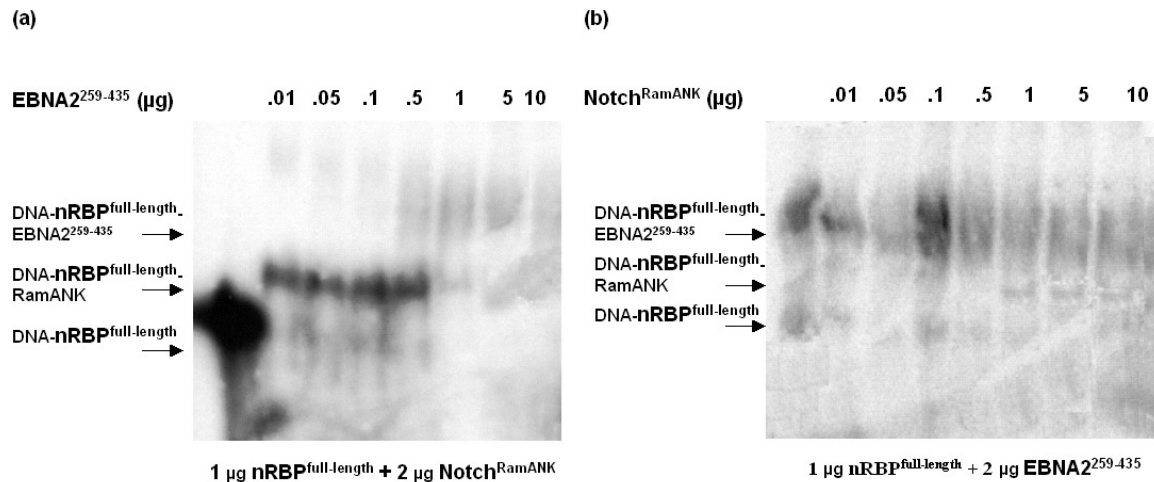 (a)
EBNA2²⁵⁹⁻⁴³⁵ (µg) .01 .05 .1 .5 1 5 10
DNA-nRBPᶠᵘˡˡ⁻ˡᵉⁿᵍᵗʰ-
EBNA2²⁵⁹⁻⁴³⁵
DNA-nRBPᶠᵘˡˡ⁻ˡᵉⁿᵍᵗʰ-
RamANK
DNA-nRBPᶠᵘˡˡ⁻ˡᵉⁿᵍᵗʰ
1 µg nRBPᶠᵘˡˡ⁻ˡᵉⁿᵍᵗʰ + 2 µg Notchᴿᵃᵐᴬᴺᴷ
(b)
Notchᴿᵃᵐᴬᴺᴷ (µg) .01 .05 .1 .5 1 5 10
DNA-nRBPᶠᵘˡˡ⁻ˡᵉⁿᵍᵗʰ-
EBNA2²⁵⁹⁻⁴³⁵
DNA-nRBPᶠᵘˡˡ⁻ˡᵉⁿᵍᵗʰ-
RamANK
DNA-nRBPᶠᵘˡˡ⁻ˡᵉⁿᵍᵗʰ
1 µg nRBPᶠᵘˡˡ⁻ˡᵉⁿᵍᵗʰ + 2 µg EBNA2²⁵⁹⁻⁴³⁵